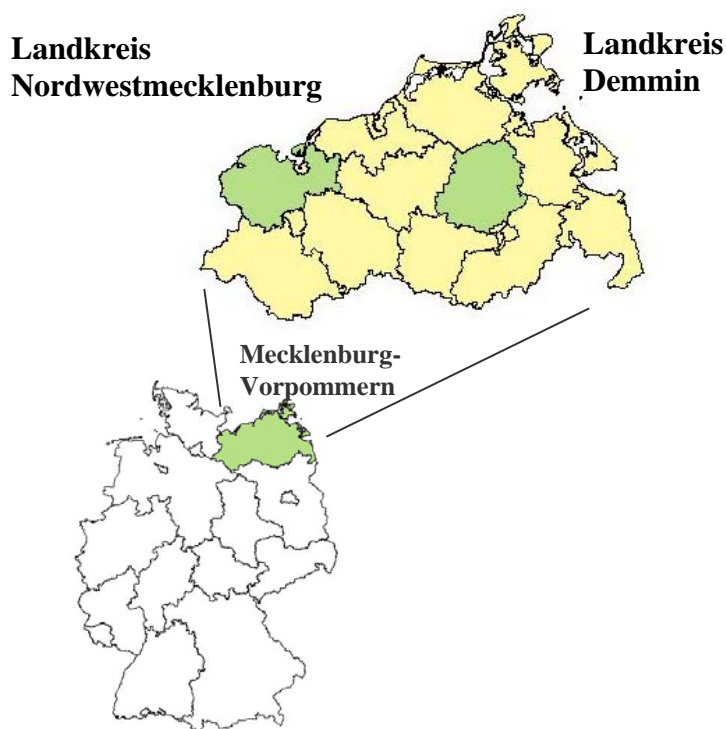 Landkreis
Nordwestmecklenburg
Landkreis
Demmin
Mecklenburg-
Vorpommern